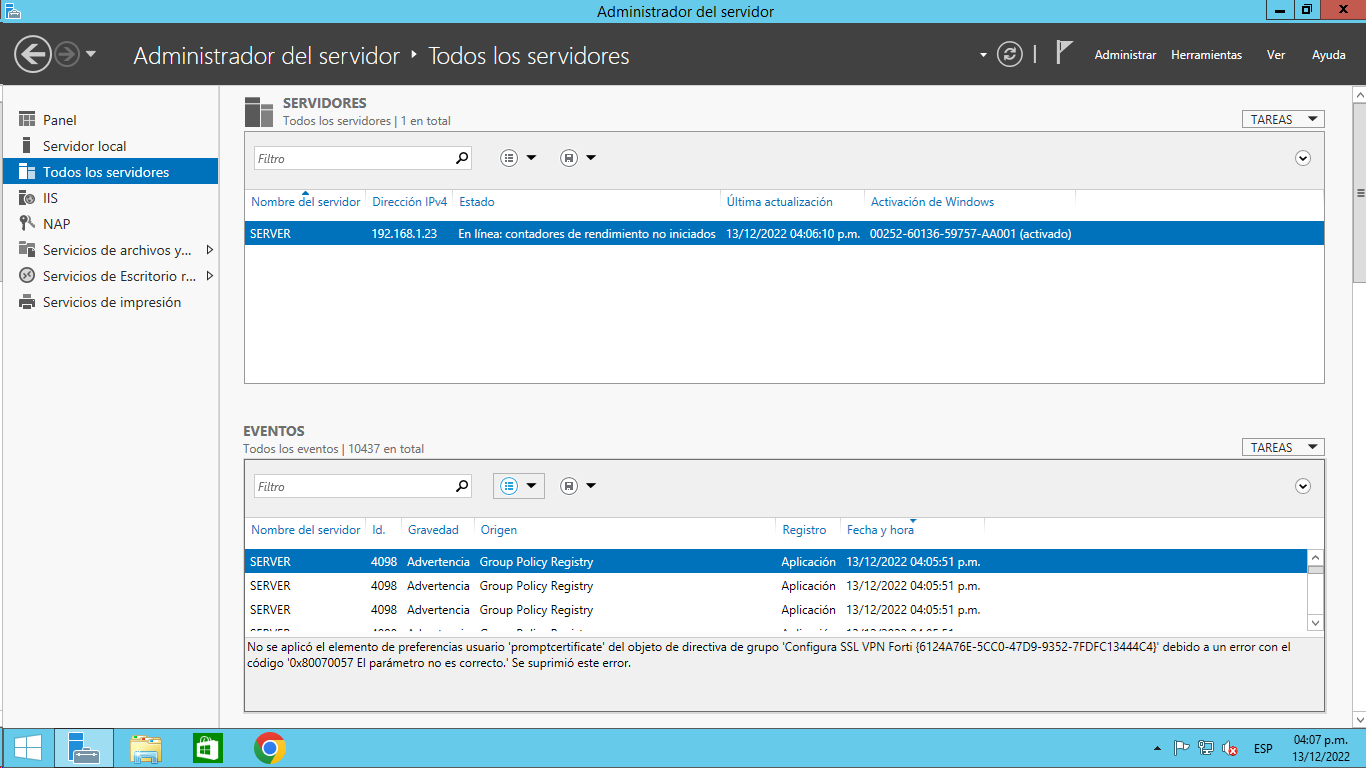 Administrador del servidor
Administrador del servidor ‣ Todos los servidores
Administrar Herramientas Ver Ayuda
Panel
Servidor local
Todos los servidores
IIS
NAP
Servicios de archivos y...
Servicios de Escritorio r...
Servicios de impresión
SERVIDORES
Todos los servidores | 1 en total
TAREAS
Filtro
Nombre del servidor Dirección IPv4 Estado Última actualización Activación de Windows
SERVER 192.168.1.23 En línea: contadores de rendimiento no iniciados 13/12/2022 04:06:10 p.m. 00252-60136-59757-AA001 (activado)
EVENTOS
Todos los eventos | 10437 en total
TAREAS
Filtro
Nombre del servidor Id. Gravedad Origen Registro Fecha y hora
SERVER 4098 Advertencia Group Policy Registry Aplicación 13/12/2022 04:05:51 p.m.
SERVER 4098 Advertencia Group Policy Registry Aplicación 13/12/2022 04:05:51 p.m.
SERVER 4098 Advertencia Group Policy Registry Aplicación 13/12/2022 04:05:51 p.m.
No se aplicó el elemento de preferencias usuario 'promptcertificate' del objeto de directiva de grupo 'Configura SSL VPN Forti {6124A76E-5CC0-47D9-9352-7FDFC13444C4}' debido a un error con el
código '0x80070057 El parámetro no es correcto.' Se suprimió este error.
ESP
04:07 p.m.
13/12/2022